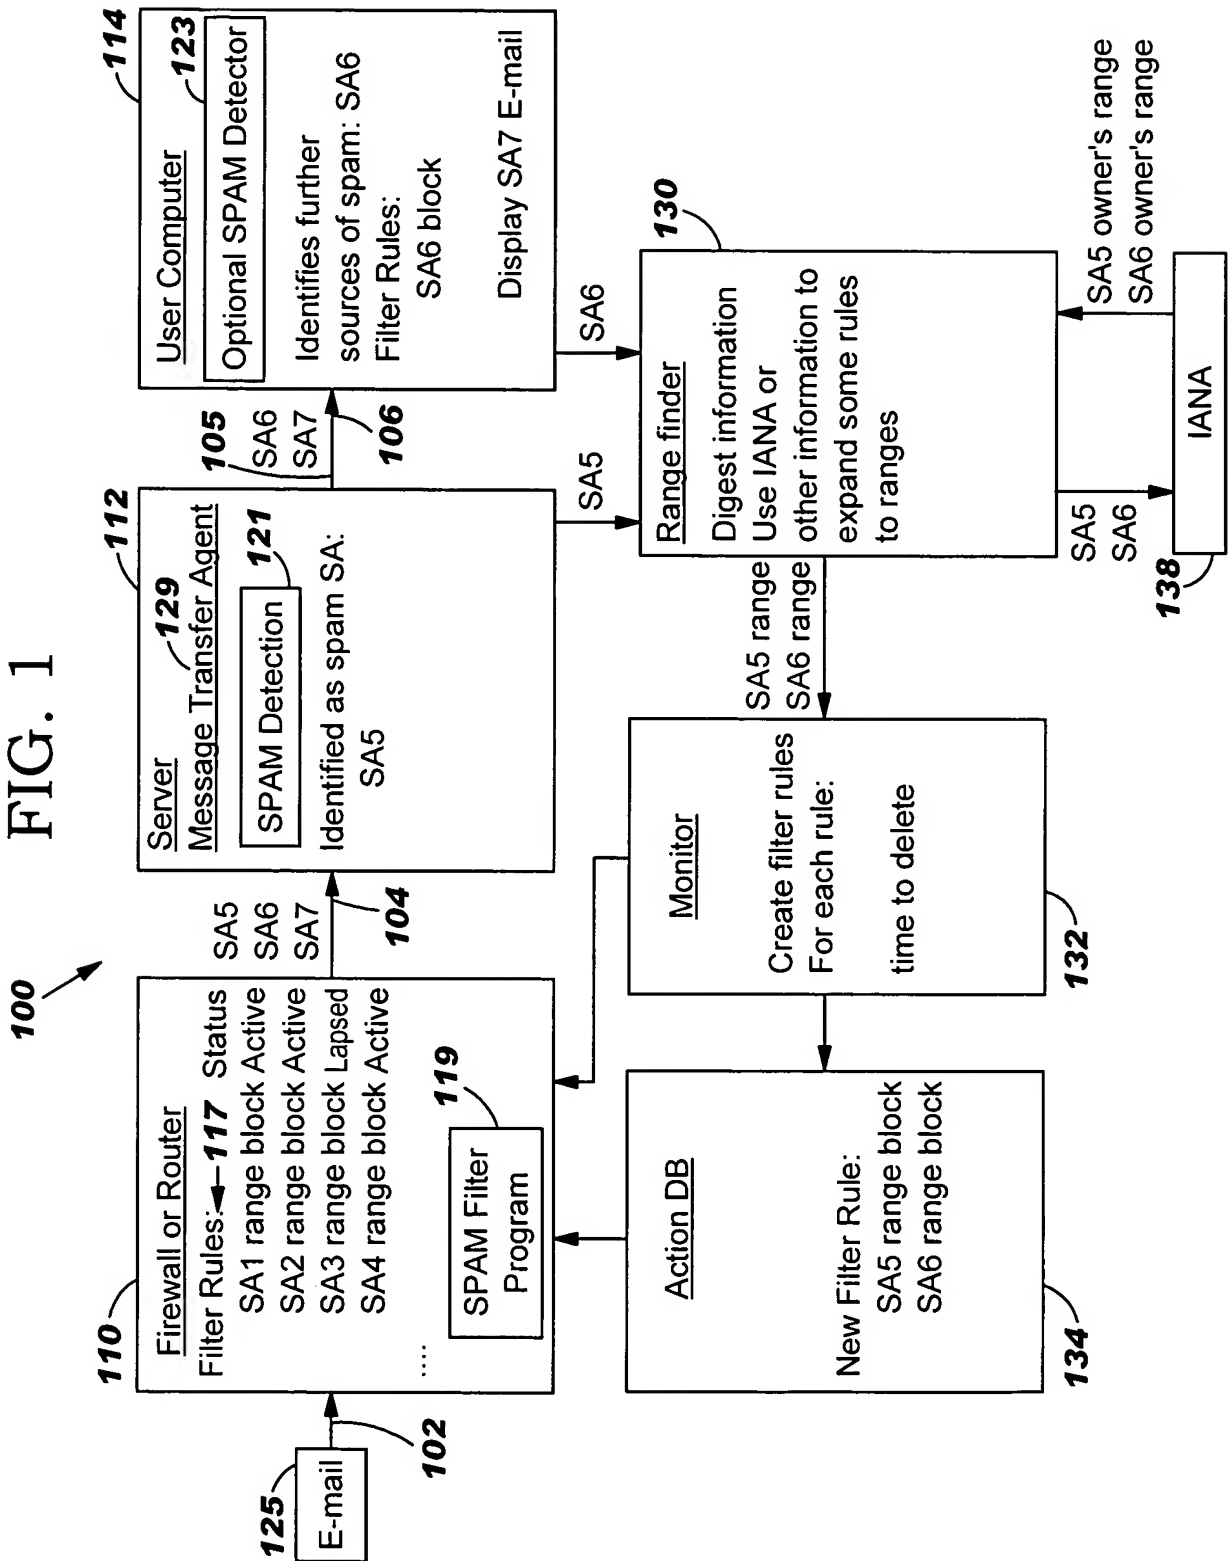 FIG. 1
100
125
E-mail
102
110
Firewall or Router
Filter Rules: 117 Status
SA1 range block Active
SA2 range block Active
SA3 range block Lapsed
SA4 range block Active
....
119
SPAM Filter
Program
SA5
SA6
SA7
104
112
Server
129
Message Transfer Agent
121
SPAM Detection
Identified as spam SA:
SA5
105
SA6
SA7
106
114
User Computer
123
Optional SPAM Detector
Identifies further
sources of spam: SA6
Filter Rules:
SA6 block
Display SA7 E-mail
SA5
SA6
134
Action DB
New Filter Rule:
SA5 range block
SA6 range block
132
Monitor
Create filter rules
For each rule:
time to delete
SA5 range
SA6 range
130
Range finder
Digest information
Use IANA or
other information to
expand some rules
to ranges
SA5
SA6
SA5 owner's range
SA6 owner's range
138
IANA